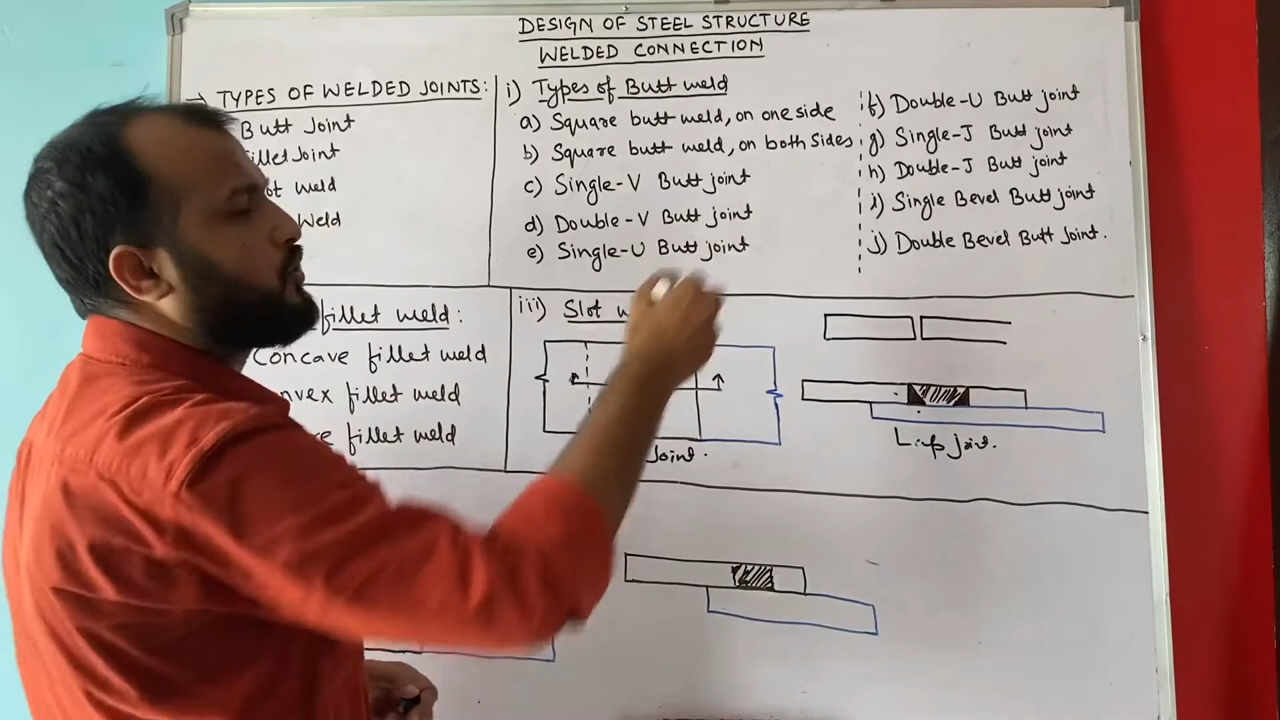 DESIGN OF STEEL STRUCTURE
WELDED CONNECTION
→ TYPES OF WELDED JOINTS:
Butt Joint
Fillet Joint
weld
Weld
i) Types of Butt weld
a) Square butt weld, on one side
b) Square butt weld, on both Sides
c) Single-V Butt joint
d) Double-V Butt joint
e) Single-U Butt joint
f) Double-U Butt joint
g) Single-J Butt joint
h) Double-J Butt joint
i) Single Bevel Butt joint
j) Double Bevel Butt Joint.
fillet weld:
Concave fillet weld
fillet weld
fillet weld
iii) Slot
Joint.
Lap joint.